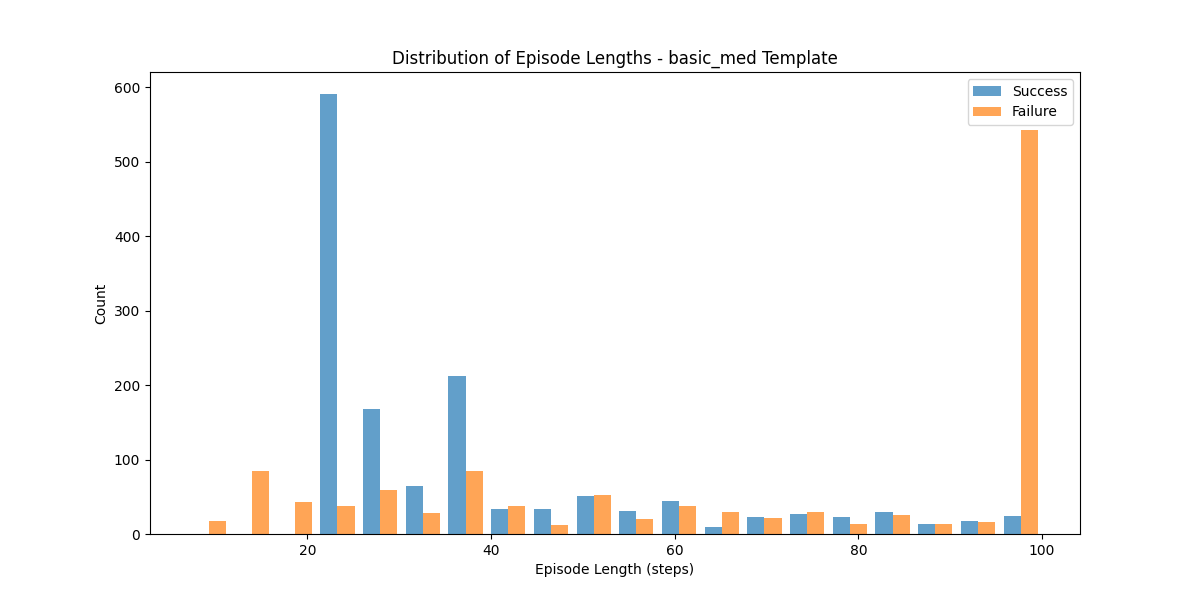 Distribution of Episode Lengths - basic_med Template
Success
Failure
600
500
400
300
200
100
0
Count
20 40 60 80 100
Episode Length (steps)